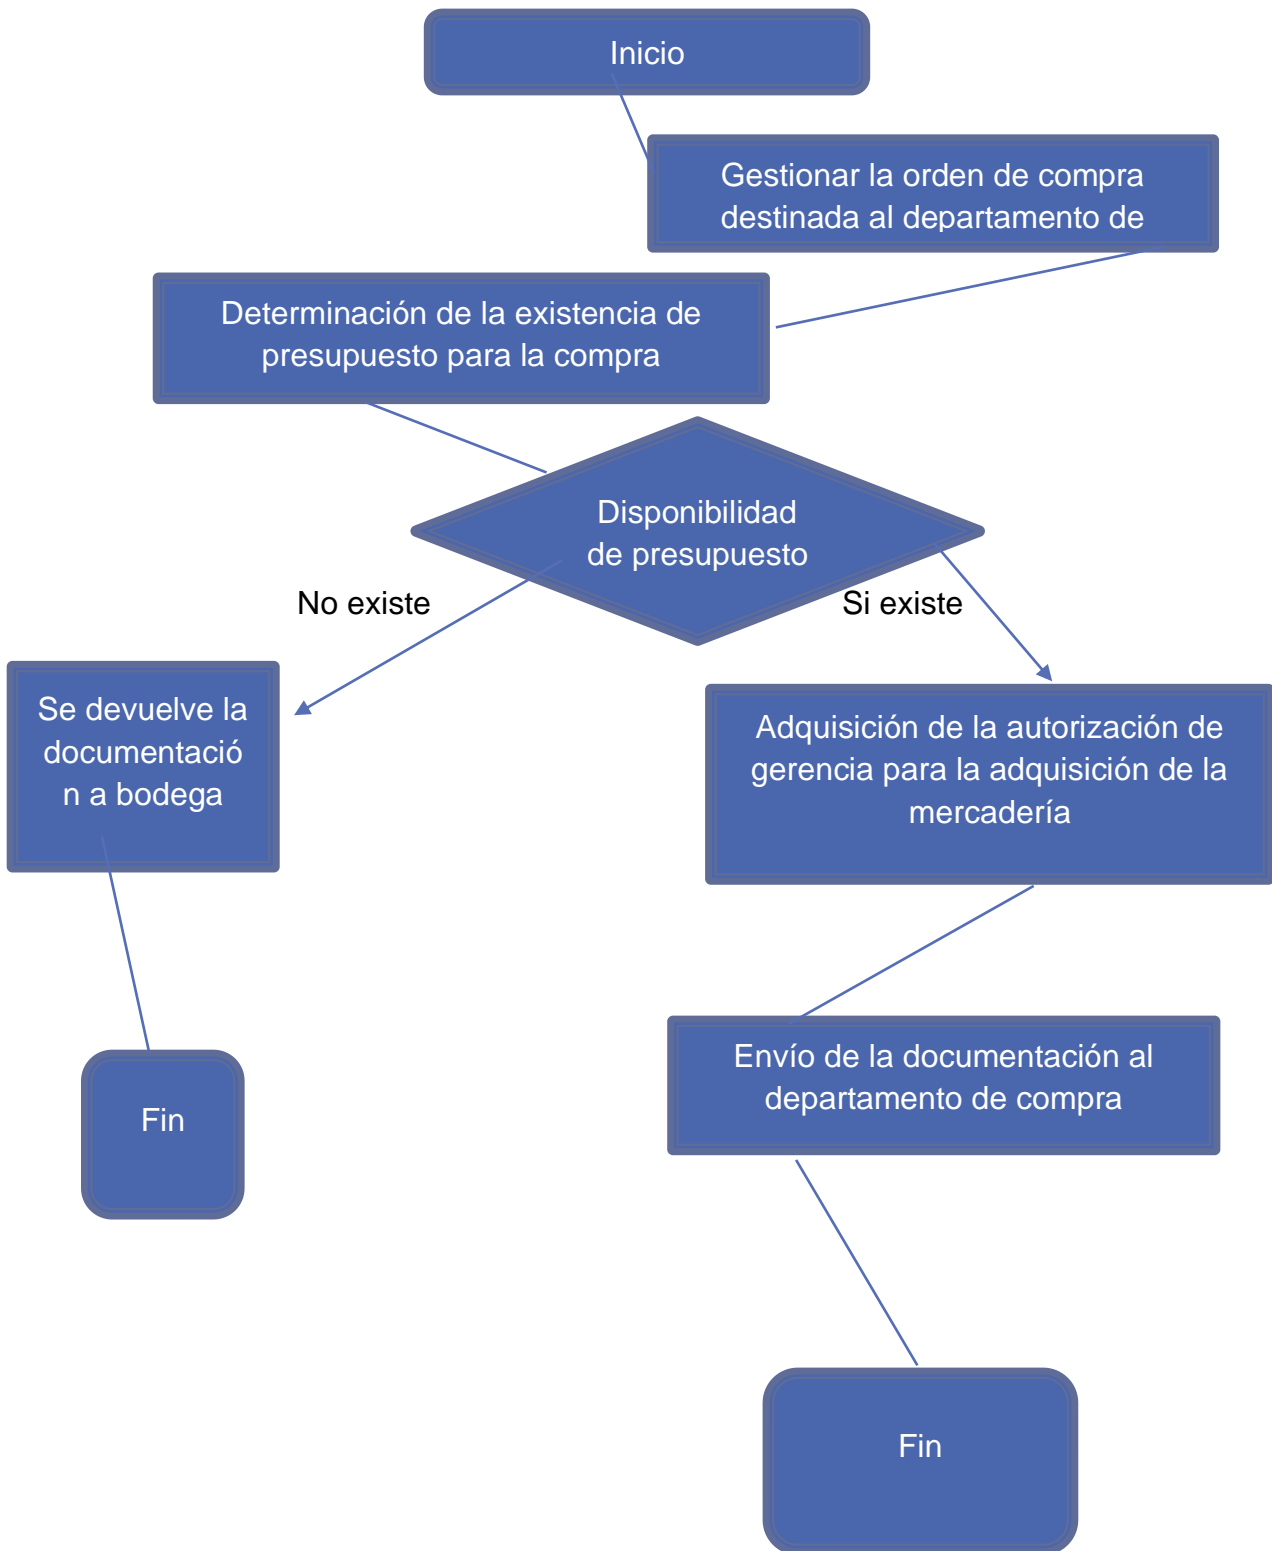 Inicio
Gestionar la orden de compra
destinada al departamento de
Determinación de la existencia de
presupuesto para la compra
Disponibilidad
de presupuesto
No existe
Si existe
Se devuelve la
documentació
n a bodega
Adquisición de la autorización de
gerencia para la adquisición de la
mercadería
Envío de la documentación al
departamento de compra
Fin
Fin